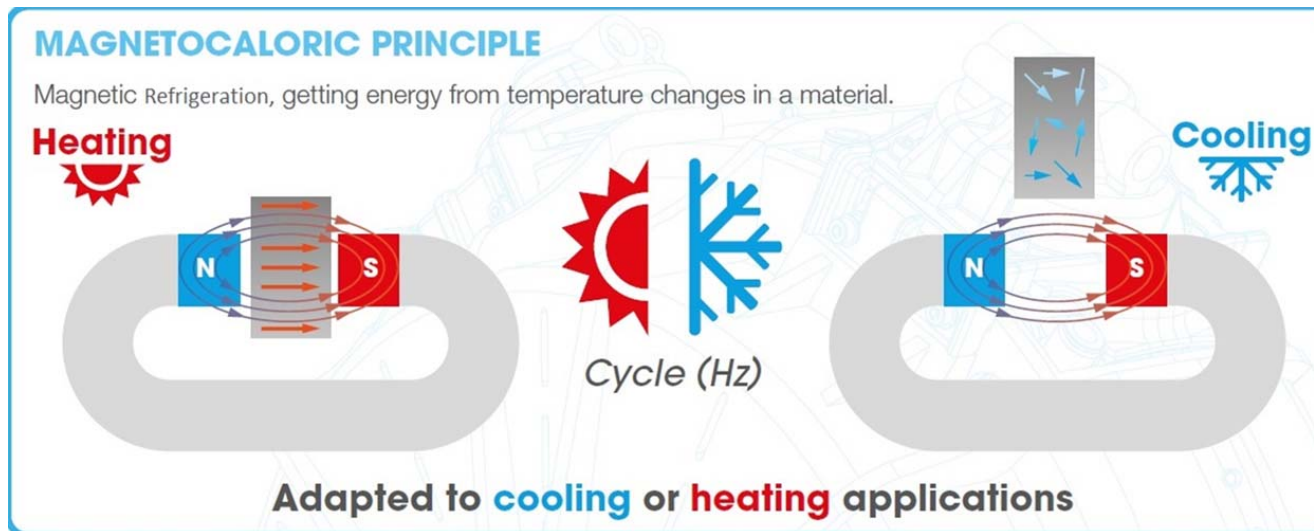 MAGNETOCALORIC PRINCIPLE
Magnetic Refrigeration, getting energy from temperature changes in a material.
Heating
N
S
Cycle (Hz)
Cooling
N
S
Adapted to cooling or heating applications